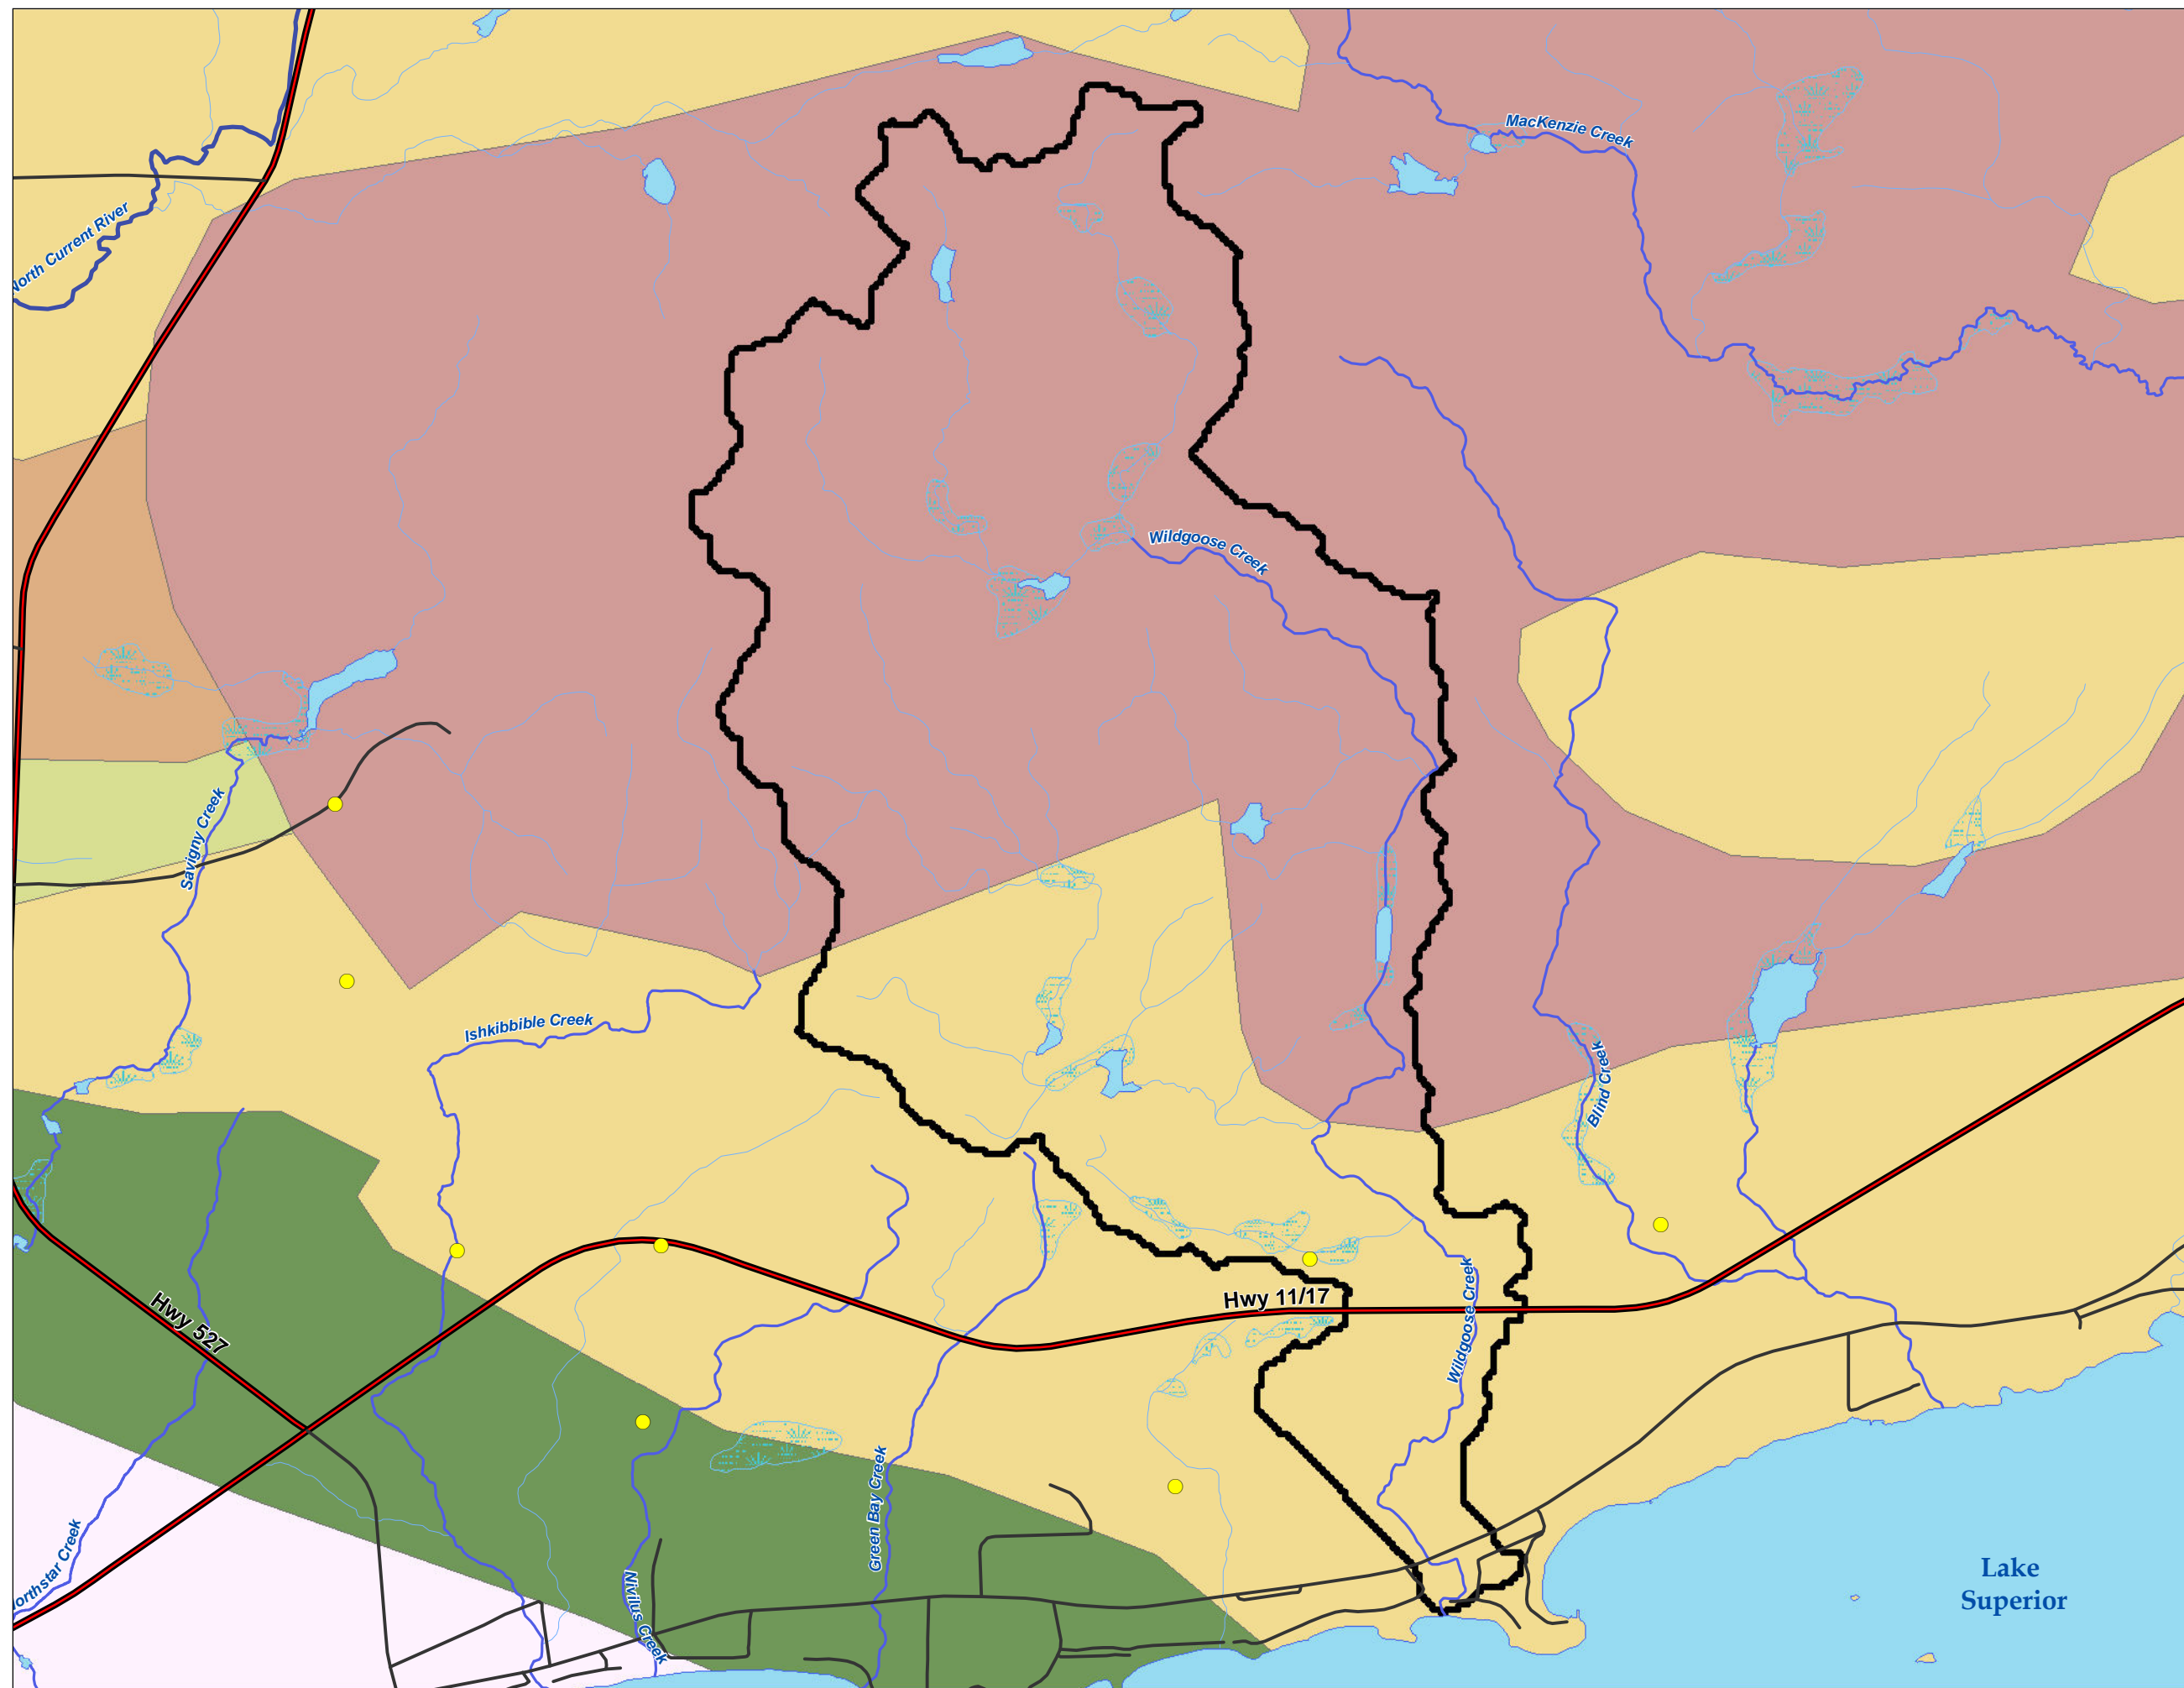 MacKenzie Creek
North Current River
Wildgoose Creek
Savigny Creek
Ishkibbible Creek
Blind Creek
Hwy 527
Hwy 11/17
Wildgoose Creek
Green Bay Creek
Northstar Creek
Nivilus Creek
Lake
Superior